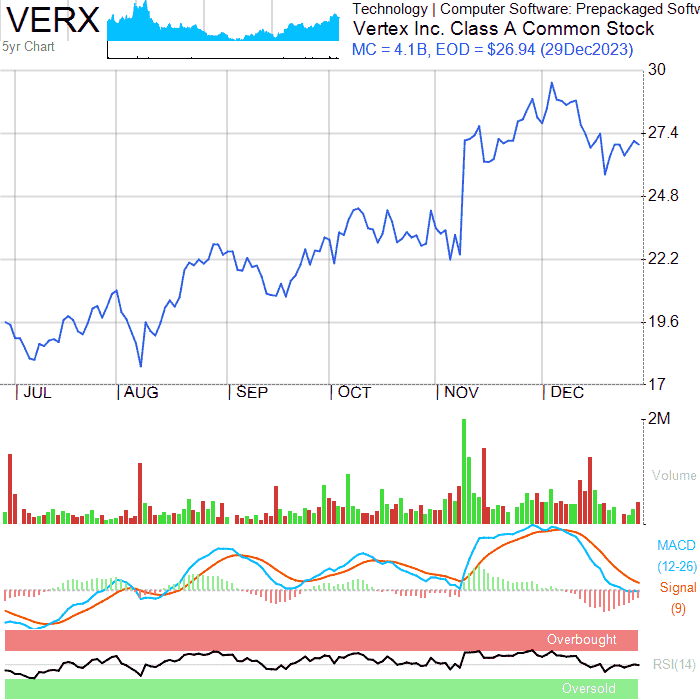 VERX
5yr Chart
Technology | Computer Software: Prepackaged Softw
Vertex Inc. Class A Common Stock
MC = 4.1B, EOD = $26.94 (29Dec2023)
30
27.4
24.8
22.2
19.6
17
JUL AUG SEP OCT NOV DEC
2M
Volume
MACD
(12-26)
Signal
(9)
Overbought
RSI(14)
Oversold